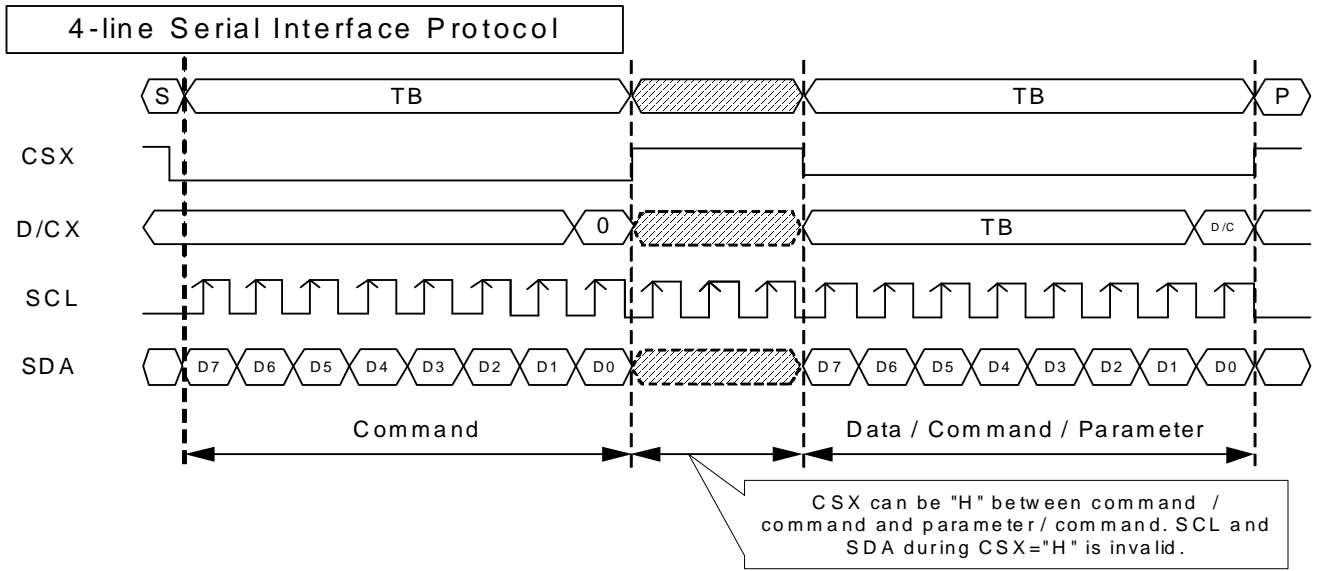 4-line Serial Interface Protocol
S TB TB P
CSX
D/CX 0 TB D/C
SCL
SDA D7 D6 D5 D4 D3 D2 D1 D0 D7 D6 D5 D4 D3 D2 D1 D0
Command Data / Command / Parameter
CSX can be "H" between command /
command and parameter / command. SCL and
SDA during CSX="H" is invalid.